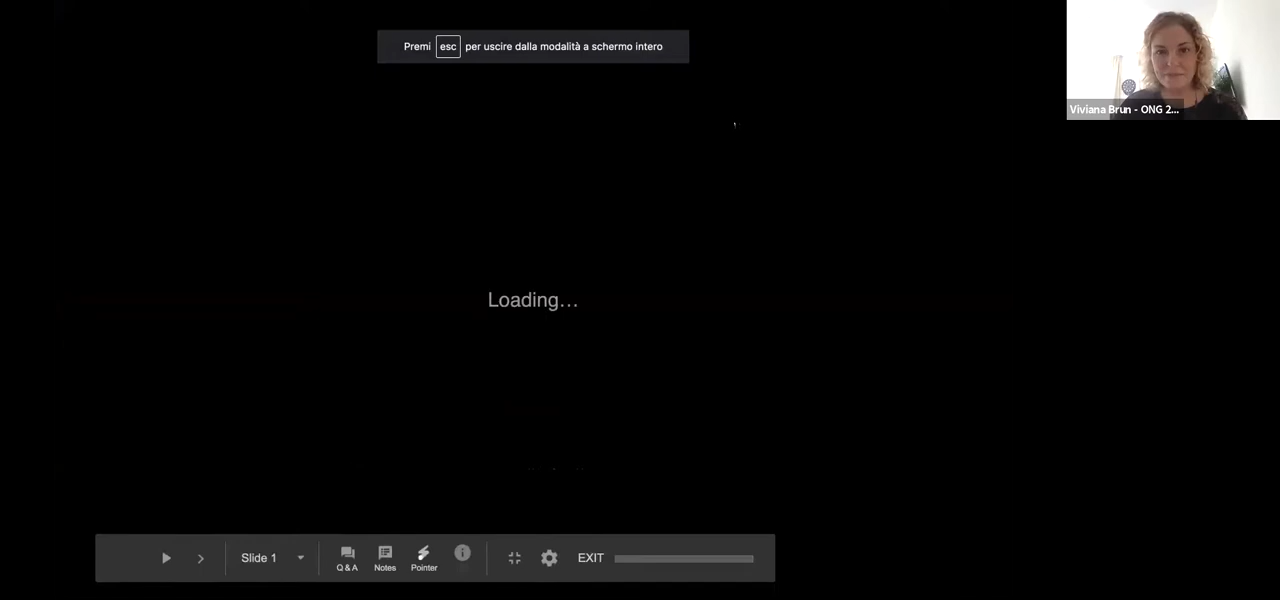 Premi esc per uscire dalla modalità a schermo intero
Viviana Brun - ONG 2...
Loading...
Slide 1
Q & A
Notes
Pointer
EXIT